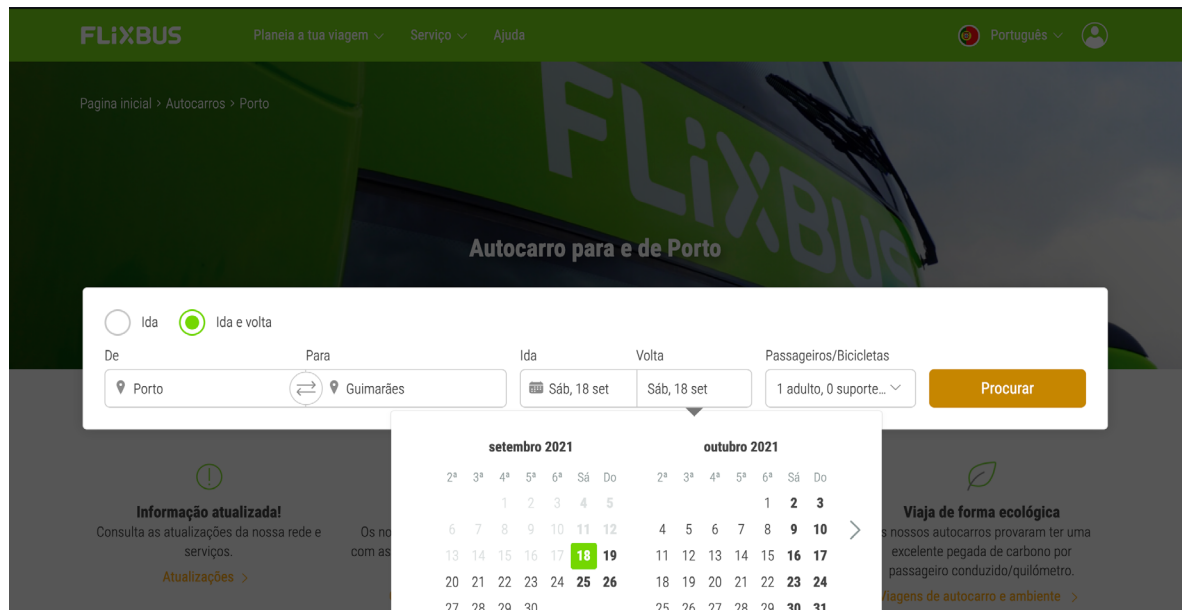 FLiXBUS Planeia a tua viagem Serviço Ajuda Português
Pagina inicial > Autocarros > Porto
FLiXBUS
Autocarro para e de Porto
Ida Ida e volta
De Para Ida Volta Passageiros/Bicicletas
Porto Guimarães Sáb, 18 set Sáb, 18 set 1 adulto, 0 suporte... Procurar
setembro 2021 outubro 2021
2ª 3ª 4ª 5ª 6ª Sá Do 2ª 3ª 4ª 5ª 6ª Sá Do
1 2 3 4 5 1 2 3
6 7 8 9 10 11 12 4 5 6 7 8 9 10
13 14 15 16 17 18 19 11 12 13 14 15 16 17
20 21 22 23 24 25 26 18 19 20 21 22 23 24
27 28 29 30 25 26 27 28 29 30 31
Informação atualizada!
Consulta as atualizações da nossa rede e
serviços.
Atualizações >
Os no
com as
Viaja de forma ecológica
s nossos autocarros provaram ter uma
excelente pegada de carbono por
passageiro conduzido/quilómetro.
Viagens de autocarro e ambiente >